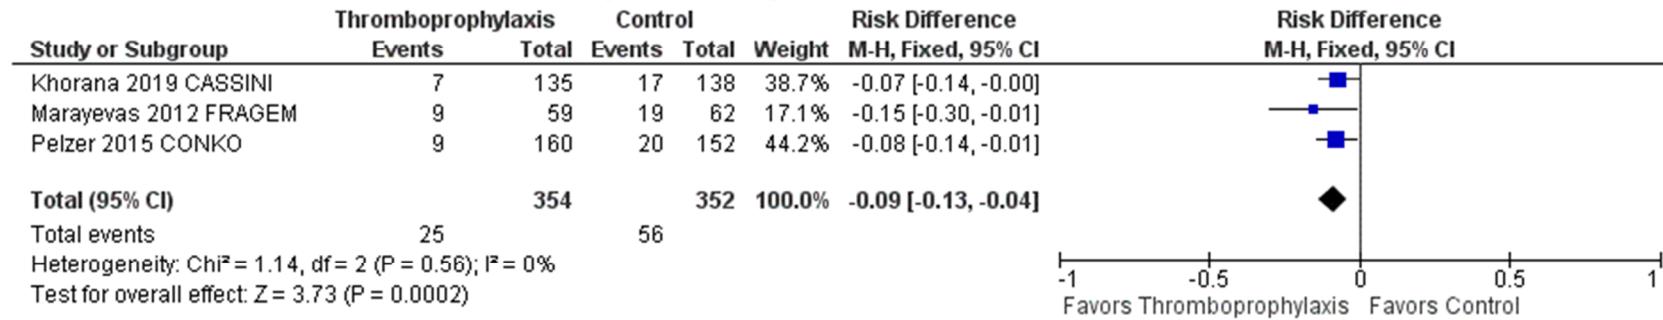 Thromboprophylaxis Control Risk Difference Risk Difference
Study or Subgroup Events Total Events Total Weight M-H, Fixed, 95% CI M-H, Fixed, 95% CI
Khorana 2019 CASSINI 7 135 17 138 38.7% -0.07 [-0.14, -0.00]
Marayevas 2012 FRAGEM 9 59 19 62 17.1% -0.15 [-0.30, -0.01]
Pelzer 2015 CONKO 9 160 20 152 44.2% -0.08 [-0.14, -0.01]
Total (95% CI) 354 352 100.0% -0.09 [-0.13, -0.04]
Total events 25 56
Heterogeneity: Chi² = 1.14, df = 2 (P = 0.56); I² = 0%
Test for overall effect: Z = 3.73 (P = 0.0002)
-1 -0.5 0 0.5 1
Favors Thromboprophylaxis Favors Control